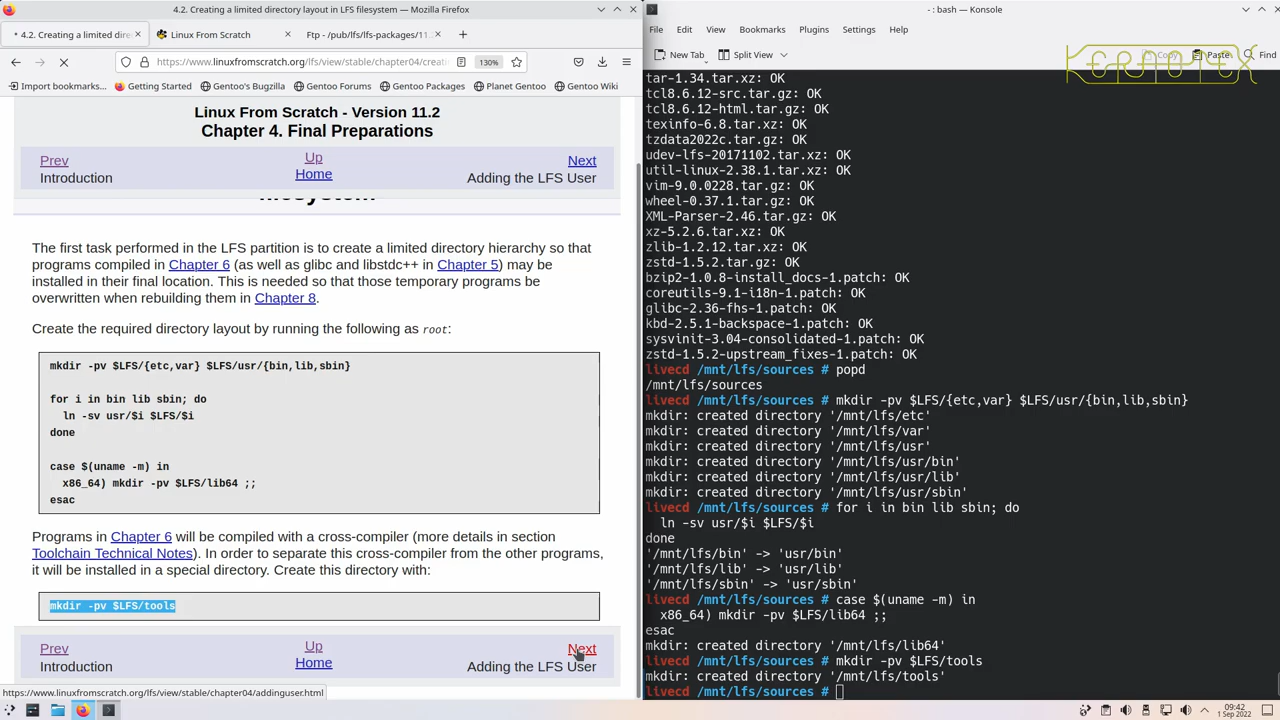 4.2. Creating a limited directory layout in LFS filesystem — Mozilla Firefox
4.2. Creating a limited dire
Linux From Scratch
Ftp - /pub/lfs/lfs-packages/11.
https://www.linuxfromscratch.org/lfs/view/stable/chapter04/creati
130%
Import bookmarks...
Getting Started
Gentoo's Bugzilla
Gentoo Forums
Gentoo Packages
Planet Gentoo
Gentoo Wiki
Linux From Scratch - Version 11.2
Chapter 4. Final Preparations
Prev
Up
Next
Introduction
Home
Adding the LFS User
filesystem
The first task performed in the LFS partition is to create a limited directory hierarchy so that
programs compiled in Chapter 6 (as well as glibc and libstdc++ in Chapter 5) may be
installed in their final location. This is needed so that those temporary programs be
overwritten when rebuilding them in Chapter 8.
Create the required directory layout by running the following as root:
mkdir -pv $LFS/{etc,var} $LFS/usr/{bin,lib,sbin}
for i in bin lib sbin; do
  ln -sv usr/$i $LFS/$i
done
case $(uname -m) in
  x86_64) mkdir -pv $LFS/lib64 ;;
esac
Programs in Chapter 6 will be compiled with a cross-compiler (more details in section
Toolchain Technical Notes). In order to separate this cross-compiler from the other programs,
it will be installed in a special directory. Create this directory with:
mkdir -pv $LFS/tools
Prev
Up
Next
Introduction
Home
Adding the LFS User
https://www.linuxfromscratch.org/lfs/view/stable/chapter04/addinguser.html
- : bash — Konsole
File
Edit
View
Bookmarks
Plugins
Settings
Help
New Tab
Split View
Copy
Paste
Find
tar-1.34.tar.xz: OK
tcl8.6.12-src.tar.gz: OK
tcl8.6.12-html.tar.gz: OK
texinfo-6.8.tar.xz: OK
tzdata2022c.tar.gz: OK
udev-lfs-20171102.tar.xz: OK
util-linux-2.38.1.tar.xz: OK
vim-9.0.0228.tar.gz: OK
wheel-0.37.1.tar.gz: OK
XML-Parser-2.46.tar.gz: OK
xz-5.2.6.tar.xz: OK
zlib-1.2.12.tar.xz: OK
zstd-1.5.2.tar.gz: OK
bzip2-1.0.8-install_docs-1.patch: OK
coreutils-9.1-i18n-1.patch: OK
glibc-2.36-fhs-1.patch: OK
kbd-2.5.1-backspace-1.patch: OK
sysvinit-3.04-consolidated-1.patch: OK
zstd-1.5.2-upstream_fixes-1.patch: OK
livecd /mnt/lfs/sources # popd
/mnt/lfs/sources
livecd /mnt/lfs/sources # mkdir -pv $LFS/{etc,var} $LFS/usr/{bin,lib,sbin}
mkdir: created directory '/mnt/lfs/etc'
mkdir: created directory '/mnt/lfs/var'
mkdir: created directory '/mnt/lfs/usr'
mkdir: created directory '/mnt/lfs/usr/bin'
mkdir: created directory '/mnt/lfs/usr/lib'
mkdir: created directory '/mnt/lfs/usr/sbin'
livecd /mnt/lfs/sources # for i in bin lib sbin; do
  ln -sv usr/$i $LFS/$i
done
'/mnt/lfs/bin' -> 'usr/bin'
'/mnt/lfs/lib' -> 'usr/lib'
'/mnt/lfs/sbin' -> 'usr/sbin'
livecd /mnt/lfs/sources # case $(uname -m) in
  x86_64) mkdir -pv $LFS/lib64 ;;
esac
mkdir: created directory '/mnt/lfs/lib64'
livecd /mnt/lfs/sources # mkdir -pv $LFS/tools
mkdir: created directory '/mnt/lfs/tools'
livecd /mnt/lfs/sources #
09:42
1 Sep 2022